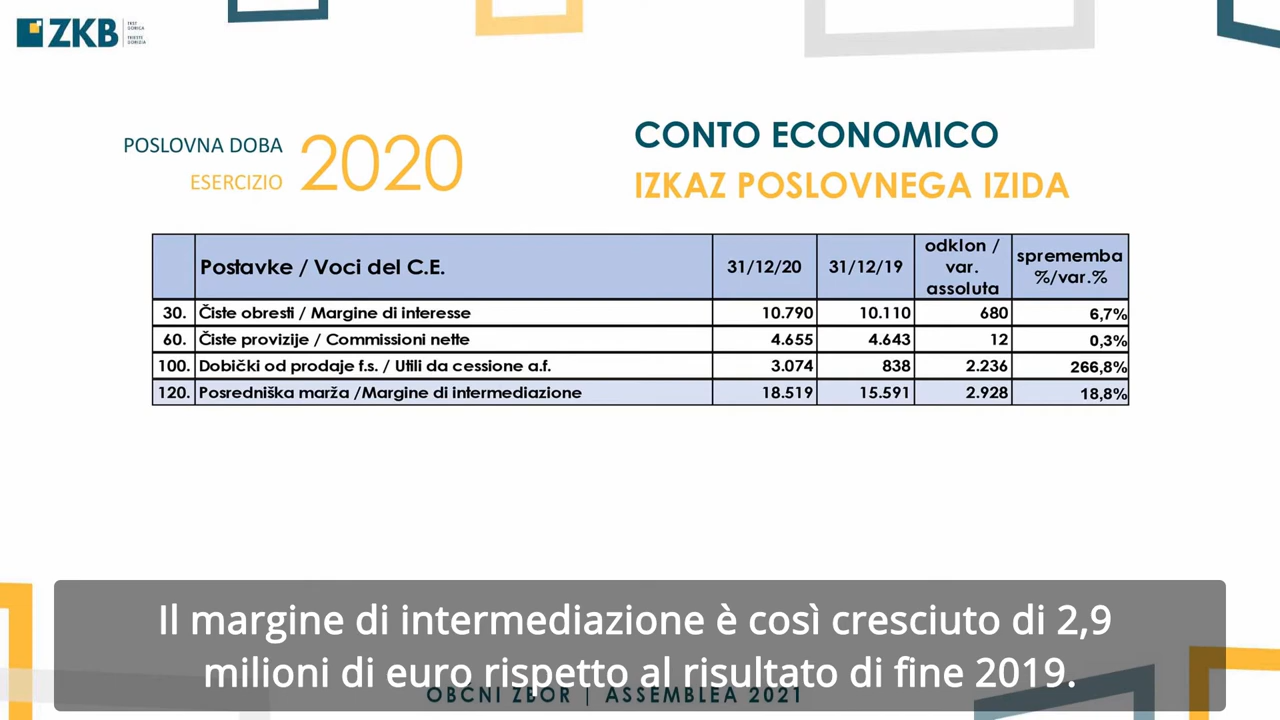 ZKB
TRST
GORICA
TRIESTE
GORIZIA
POSLOVNA DOBA
ESERCIZIO
2020
CONTO ECONOMICO
IZKAZ POSLOVNEGA IZIDA
Postavke / Voci del C.E. 31/12/20 31/12/19 odklon / var. assoluta sprememba %/var.%
30. Čiste obresti / Margine di interesse 10.790 10.110 680 6,7%
60. Čiste provizije / Commissioni nette 4.655 4.643 12 0,3%
100. Dobički od prodaje f.s. / Utili da cessione a.f. 3.074 838 2.236 266,8%
120. Posredniška marža /Margine di intermediazione 18.519 15.591 2.928 18,8%
Il margine di intermediazione è così cresciuto di 2,9
milioni di euro rispetto al risultato di fine 2019.
OBČNI ZBOR | ASSEMBLEA 2021